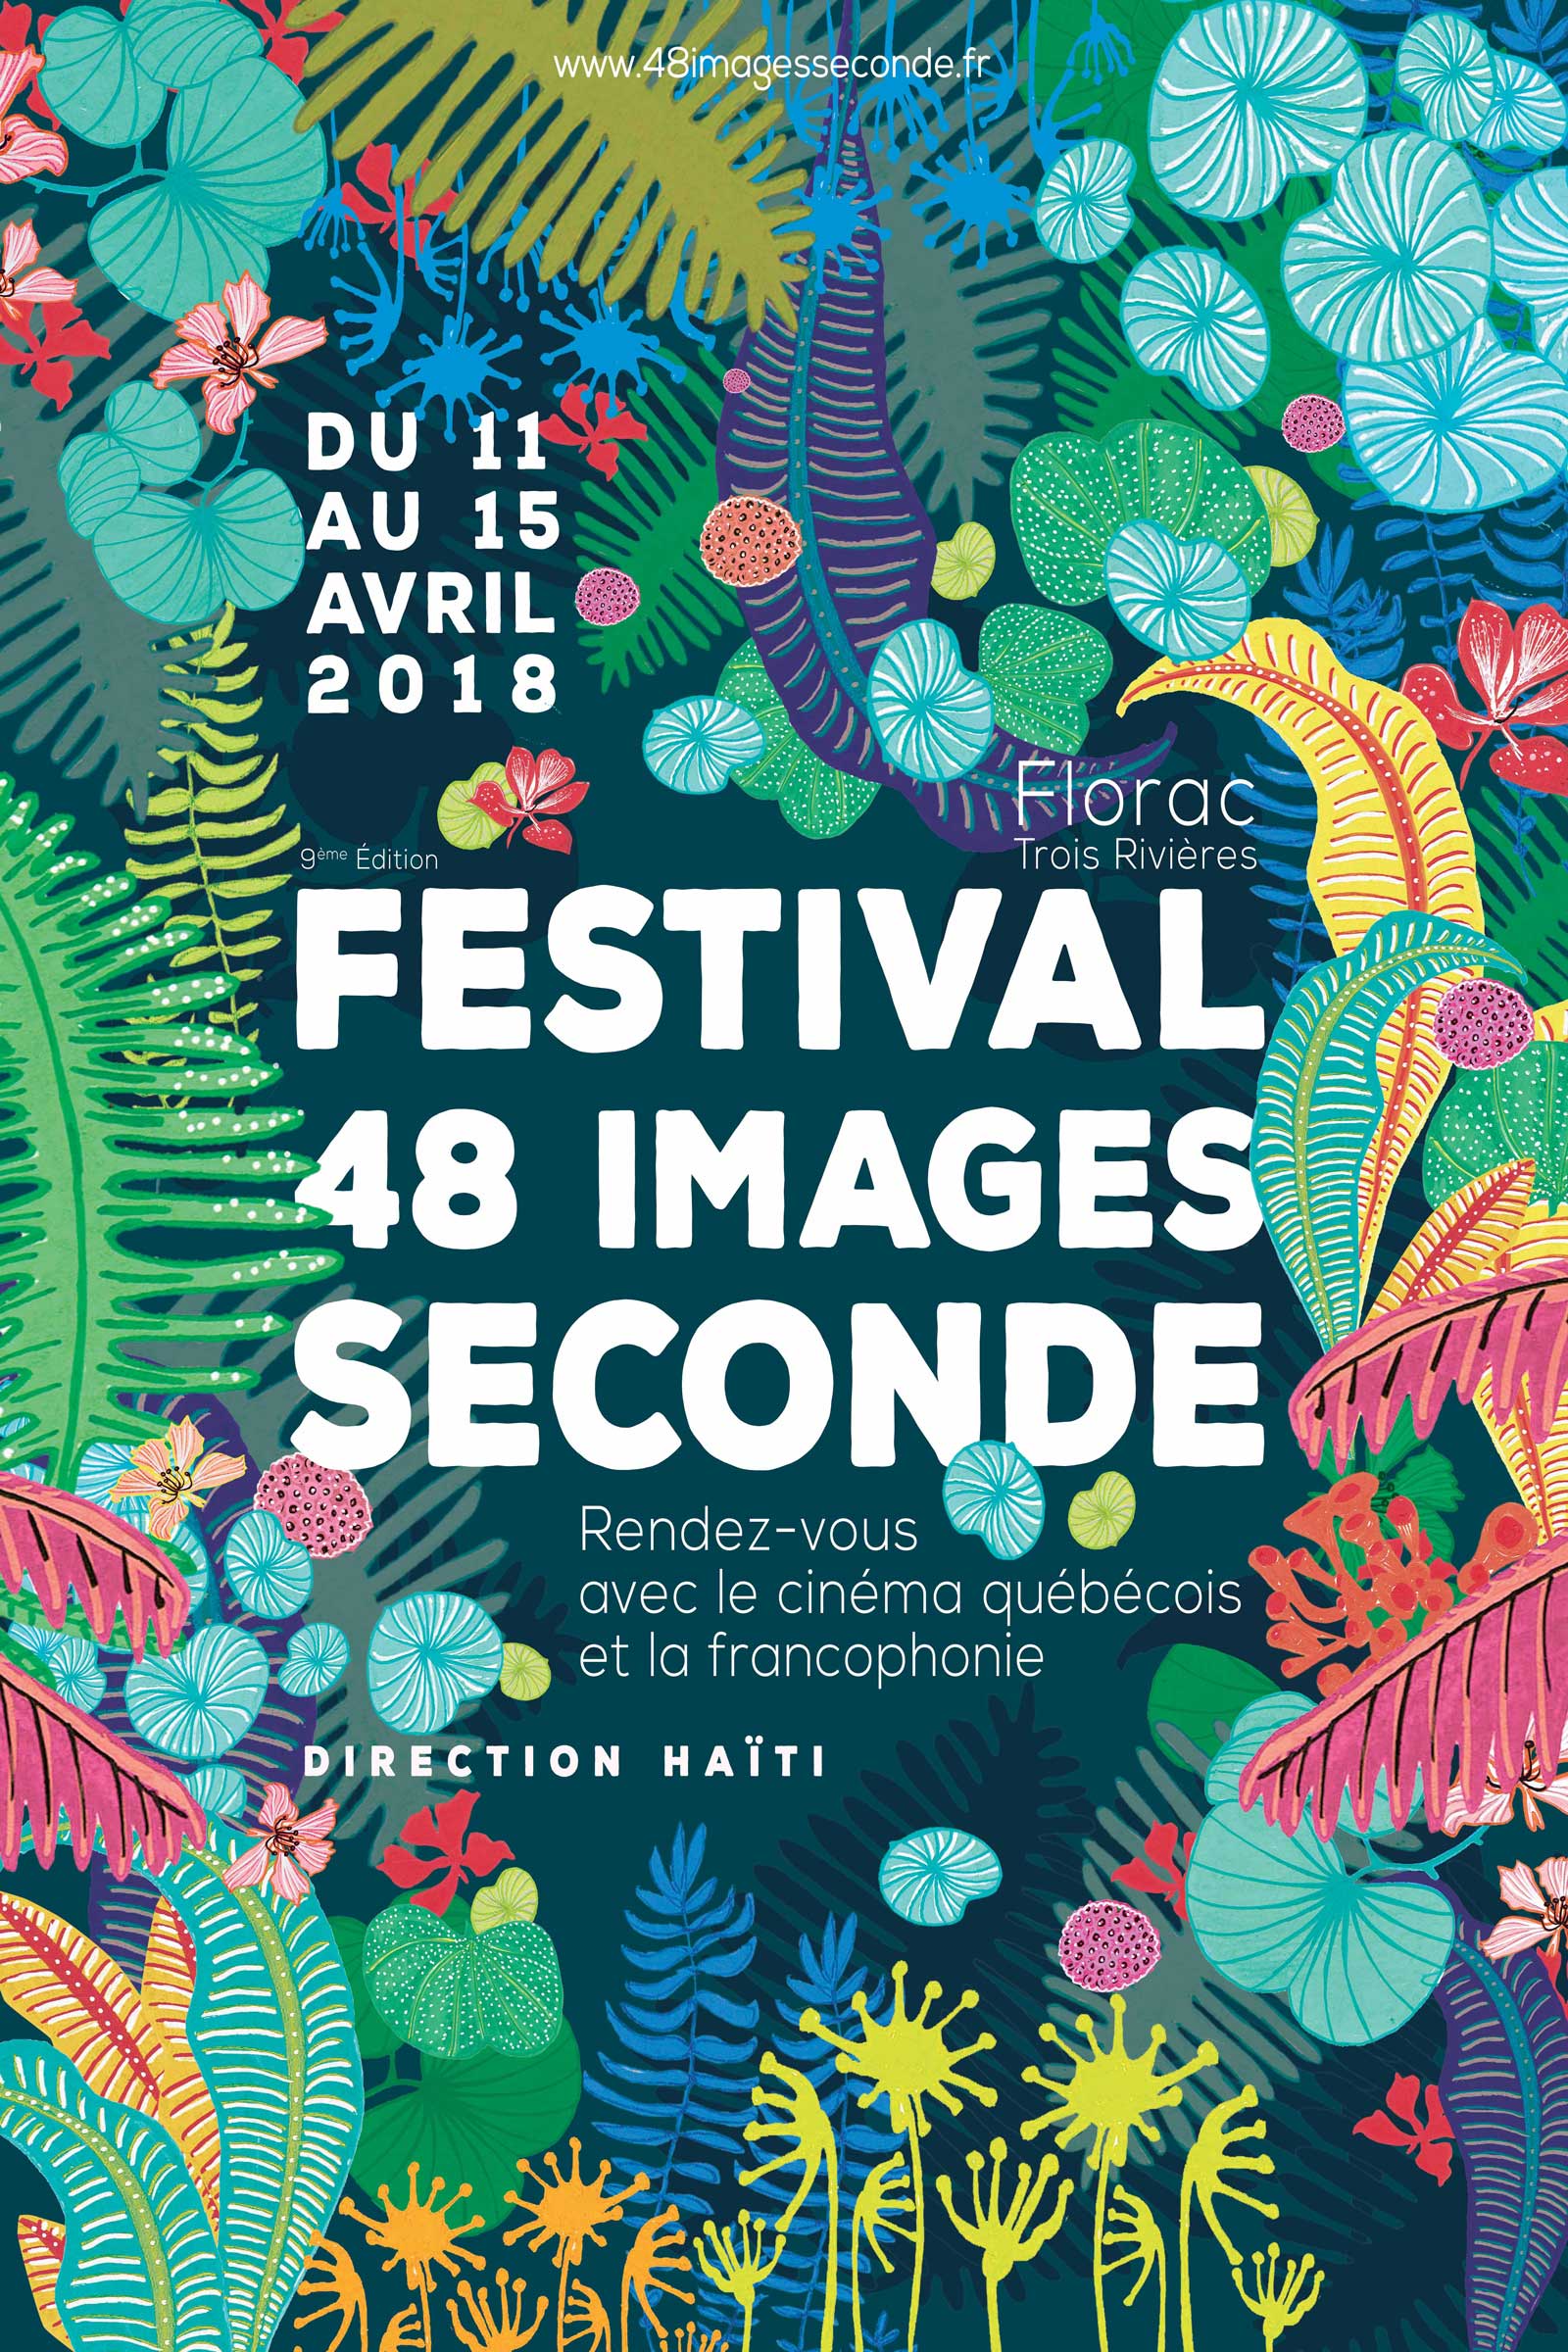 www.48imagesseconde.fr
DU 11
AU 15
AVRIL
2018
Florac
Trois Rivières
9ème Édition
FESTIVAL
48 IMAGES
SECONDE
Rendez-vous
avec le cinéma québécois
et la francophonie
DIRECTION HAÏTI